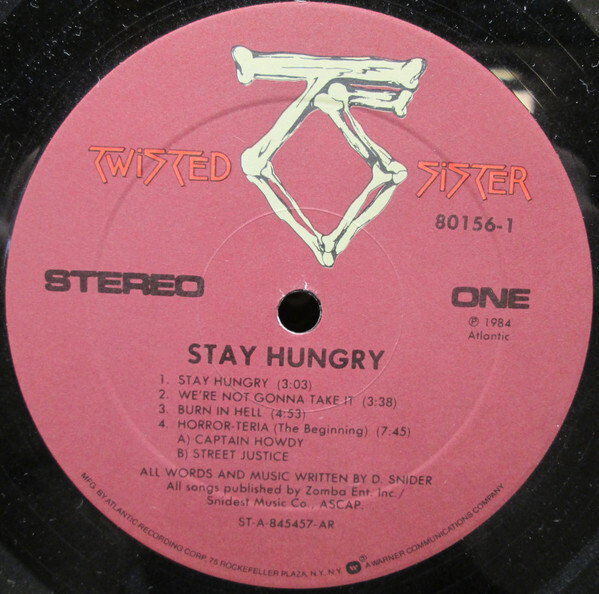 TWISTED SISTER
80156-1
STEREO
ONE
℗ 1984
Atlantic
STAY HUNGRY
1. STAY HUNGRY (3:03)
2. WE'RE NOT GONNA TAKE IT (3:38)
3. BURN IN HELL (4:53)
4. HORROR-TERIA (The Beginning) (7:45)
A) CAPTAIN HOWDY
B) STREET JUSTICE
ALL WORDS AND MUSIC WRITTEN BY D. SNIDER
All songs published by Zomba Ent. Inc./
Snidest Music Co., ASCAP.
ST-A-845457-AR
MFG. BY ATLANTIC RECORDING CORP. 75 ROCKEFELLER PLAZA, N.Y., N.Y. ® A WARNER COMMUNICATIONS COMPANY